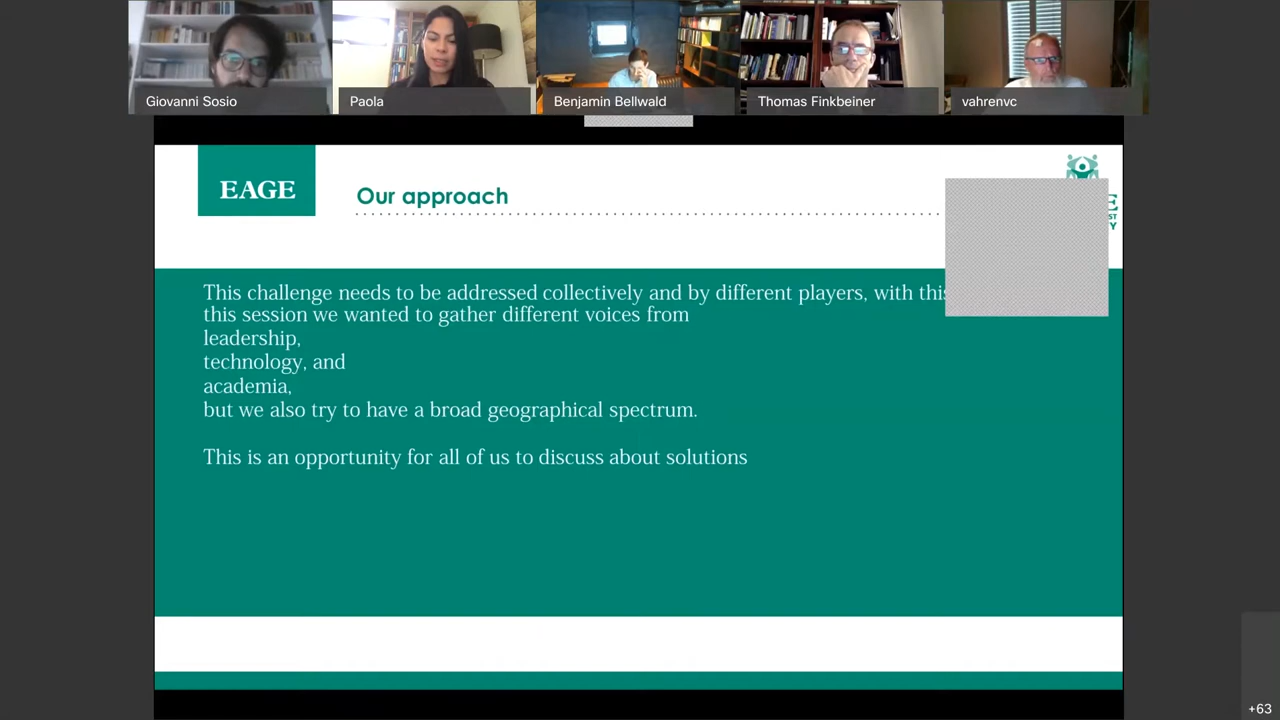 Giovanni Sosio
Paola
Benjamin Bellwald
Thomas Finkbeiner
vahrenvc
EAGE
Our approach
This challenge needs to be addressed collectively and by different players, with
this session we wanted to gather different voices from
leadership,
technology, and
academia,
but we also try to have a broad geographical spectrum.
This is an opportunity for all of us to discuss about solutions
+63